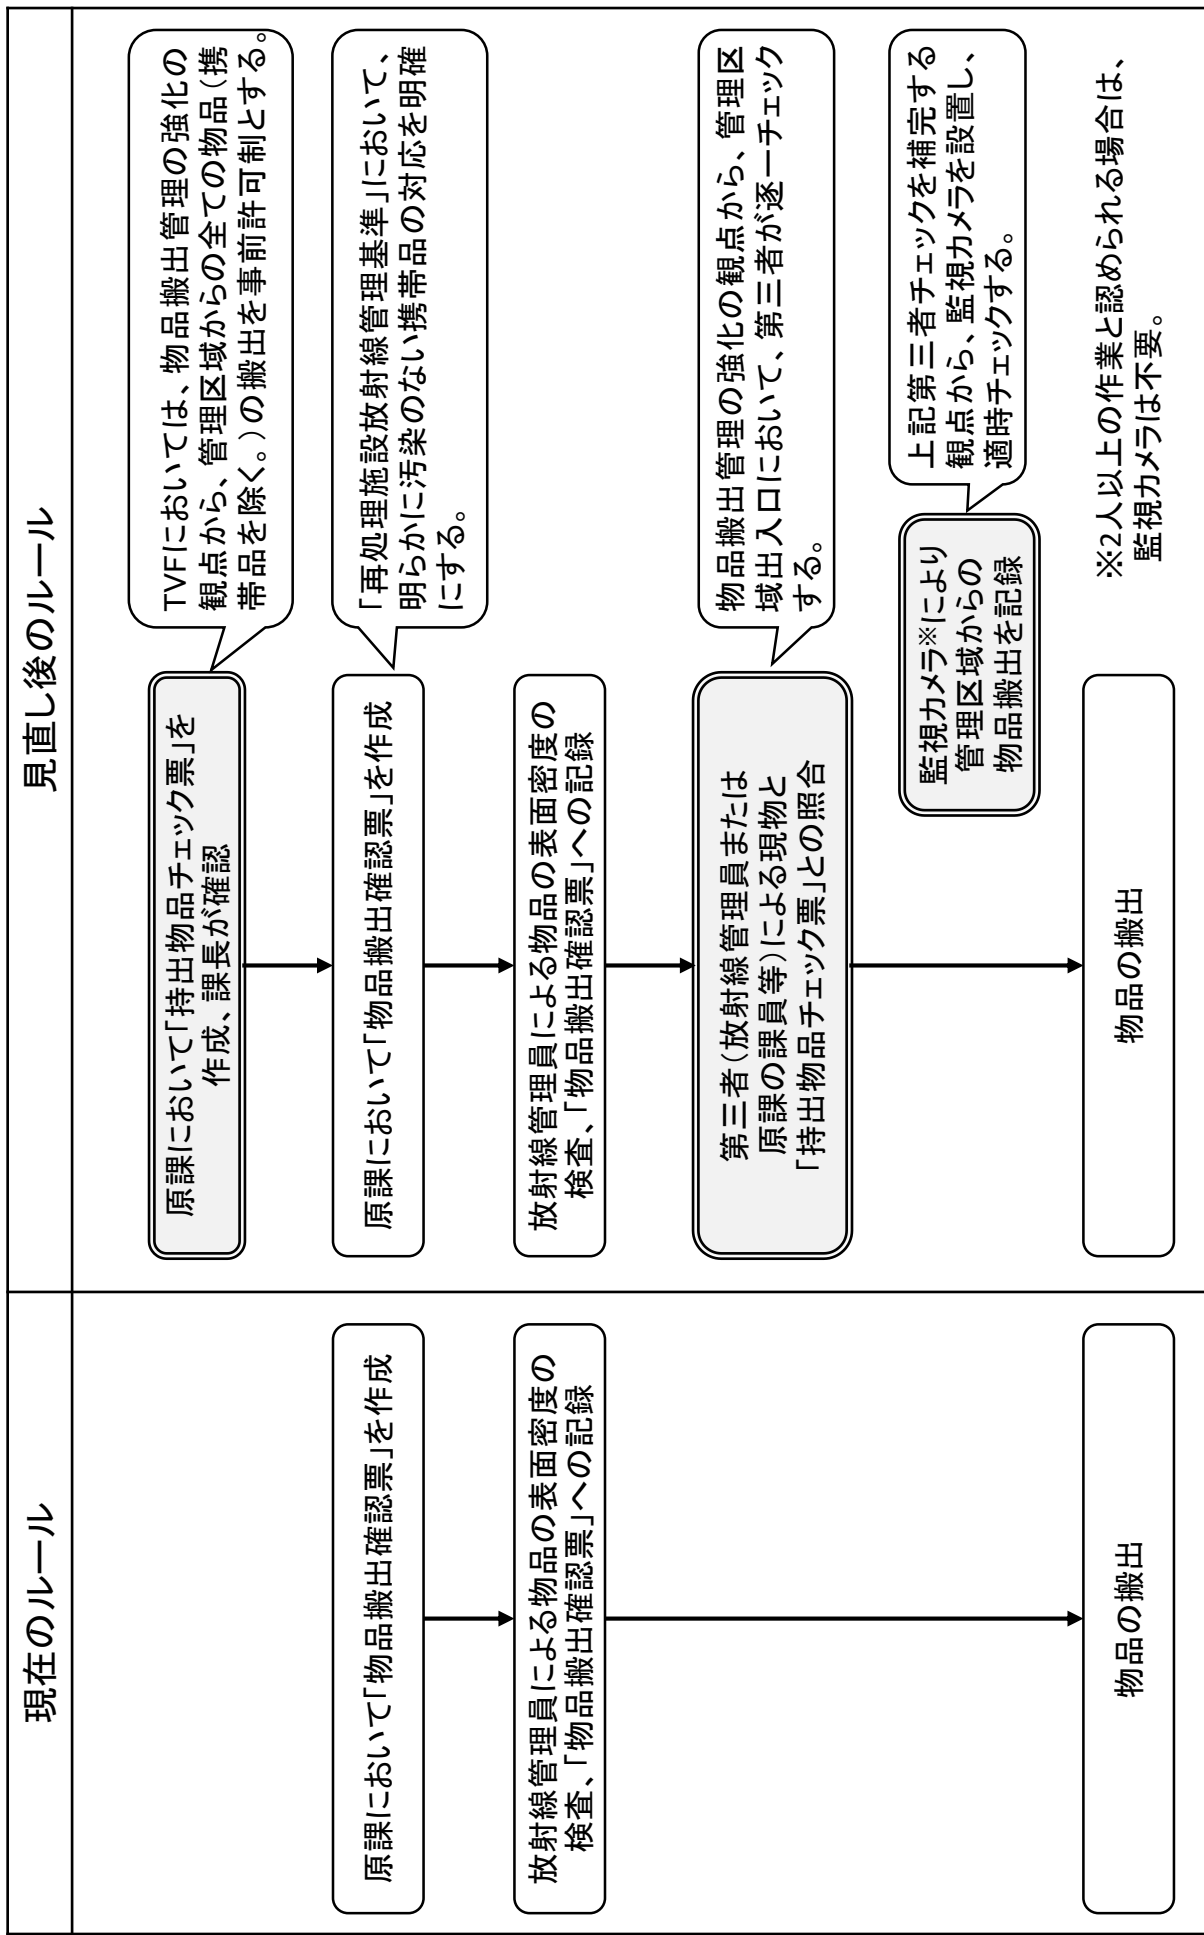 現在のルール
見直し後のルール
原課において「物品搬出確認票」を作成
放射線管理員による物品の表面密度の
検査、「物品搬出確認票」への記録
物品の搬出
原課において「持出物品チェック票」を
作成、課長が確認
TVFにおいては、物品搬出管理の強化の
観点から、管理区域からの全ての物品(携
帯品を除く。)の搬出を事前許可制とする。
原課において「物品搬出確認票」を作成
「再処理施設放射線管理基準」において、
明らかに汚染のない携帯品の対応を明確
にする。
放射線管理員による物品の表面密度の
検査、「物品搬出確認票」への記録
第三者(放射線管理員または
原課の課員等)による現物と
「持出物品チェック票」との照合
物品搬出管理の強化の観点から、管理区
域出入口において、第三者が逐一チェック
する。
監視カメラ※により
管理区域からの
物品搬出を記録
上記第三者チェックを補完する
観点から、監視カメラを設置し、
適時チェックする。
物品の搬出
※2人以上の作業と認められる場合は、
監視カメラは不要。